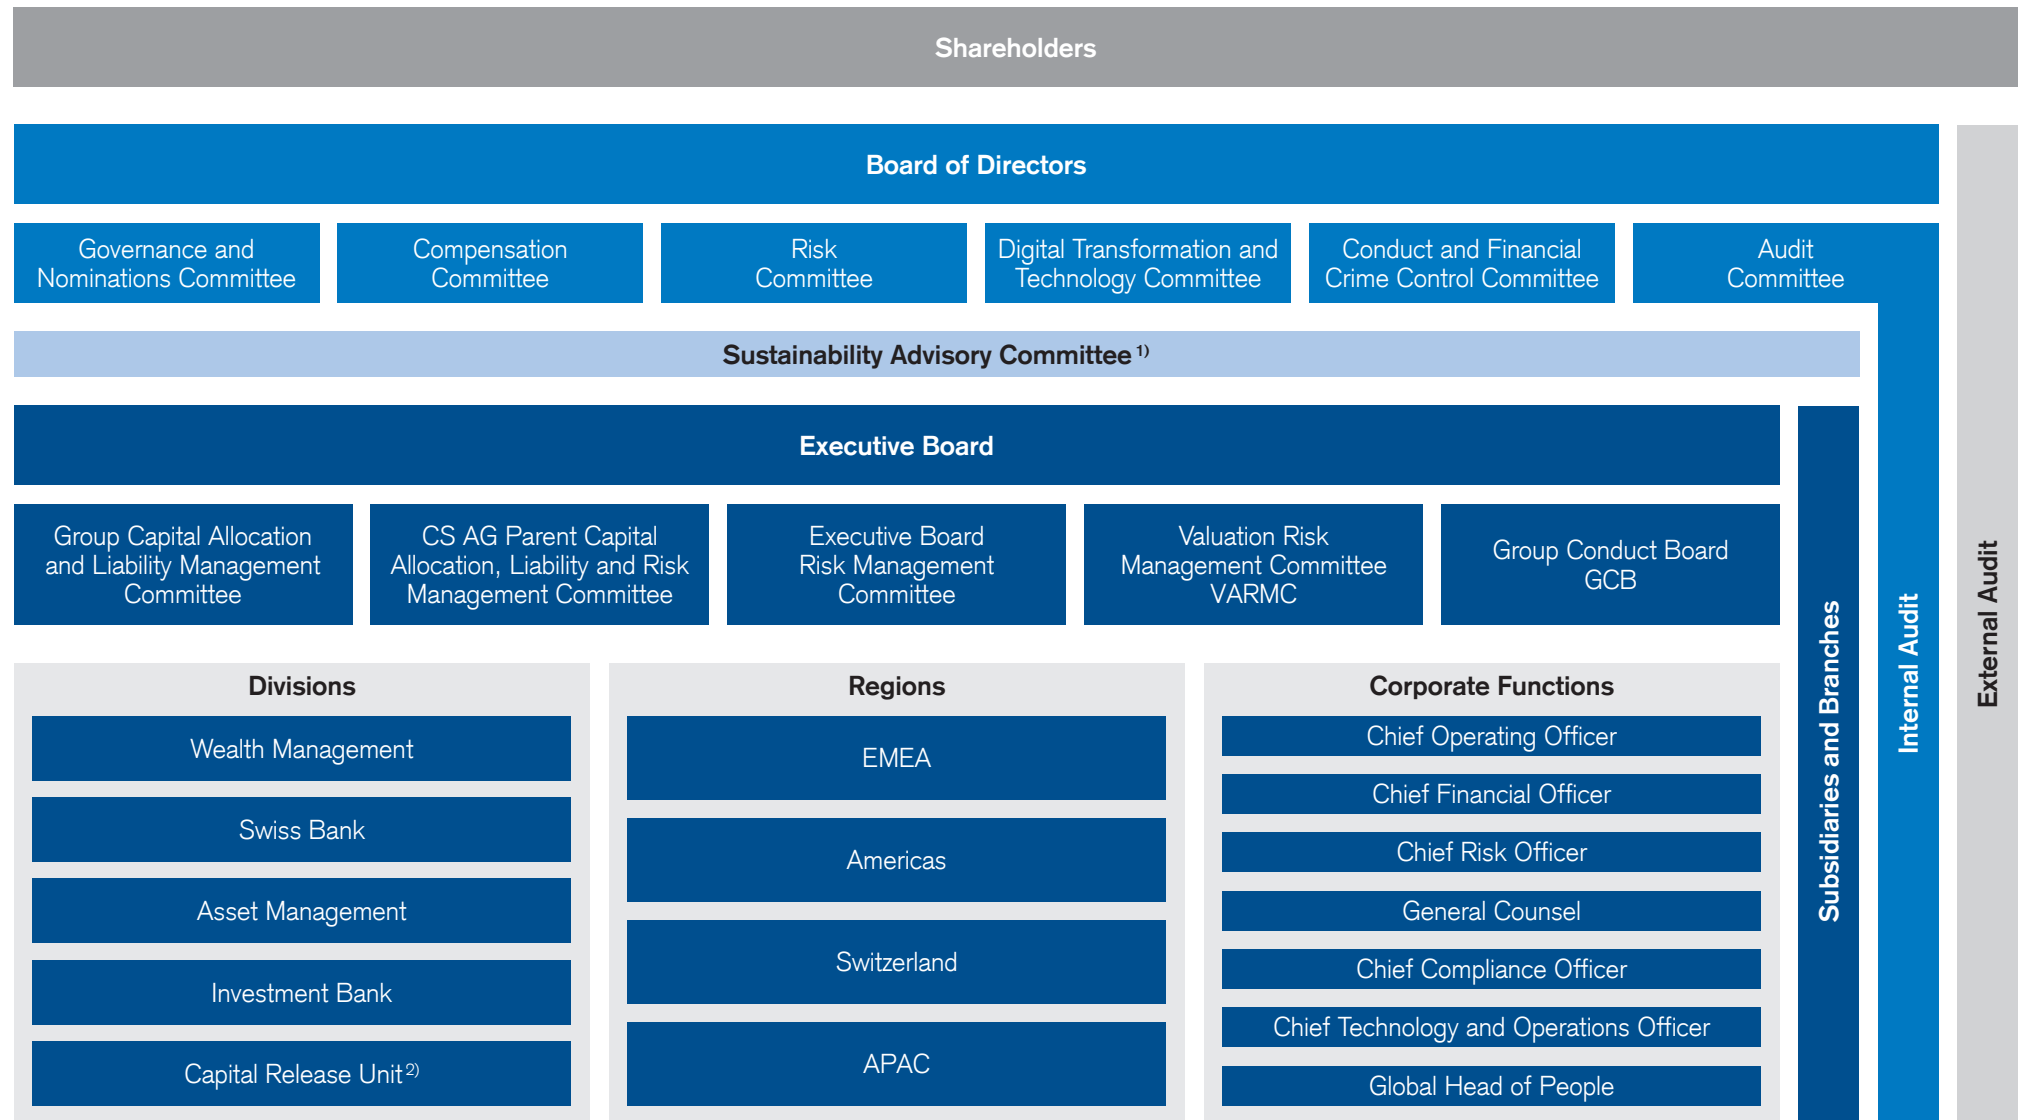 Shareholders
Board of Directors
Governance and
Nominations Committee
Compensation
Committee
Risk
Committee
Digital Transformation and
Technology Committee
Conduct and Financial
Crime Control Committee
Audit
Committee
Sustainability Advisory Committee 1)
Executive Board
Group Capital Allocation
and Liability Management
Committee
CS AG Parent Capital
Allocation, Liability and Risk
Management Committee
Executive Board
Risk Management
Committee
Valuation Risk
Management Committee
VARMC
Group Conduct Board
GCB
Divisions
Wealth Management
Swiss Bank
Asset Management
Investment Bank
Capital Release Unit 2)
Regions
EMEA
Americas
Switzerland
APAC
Corporate Functions
Chief Operating Officer
Chief Financial Officer
Chief Risk Officer
General Counsel
Chief Compliance Officer
Chief Technology and Operations Officer
Global Head of People
Subsidiaries and Branches
Internal Audit
External Audit